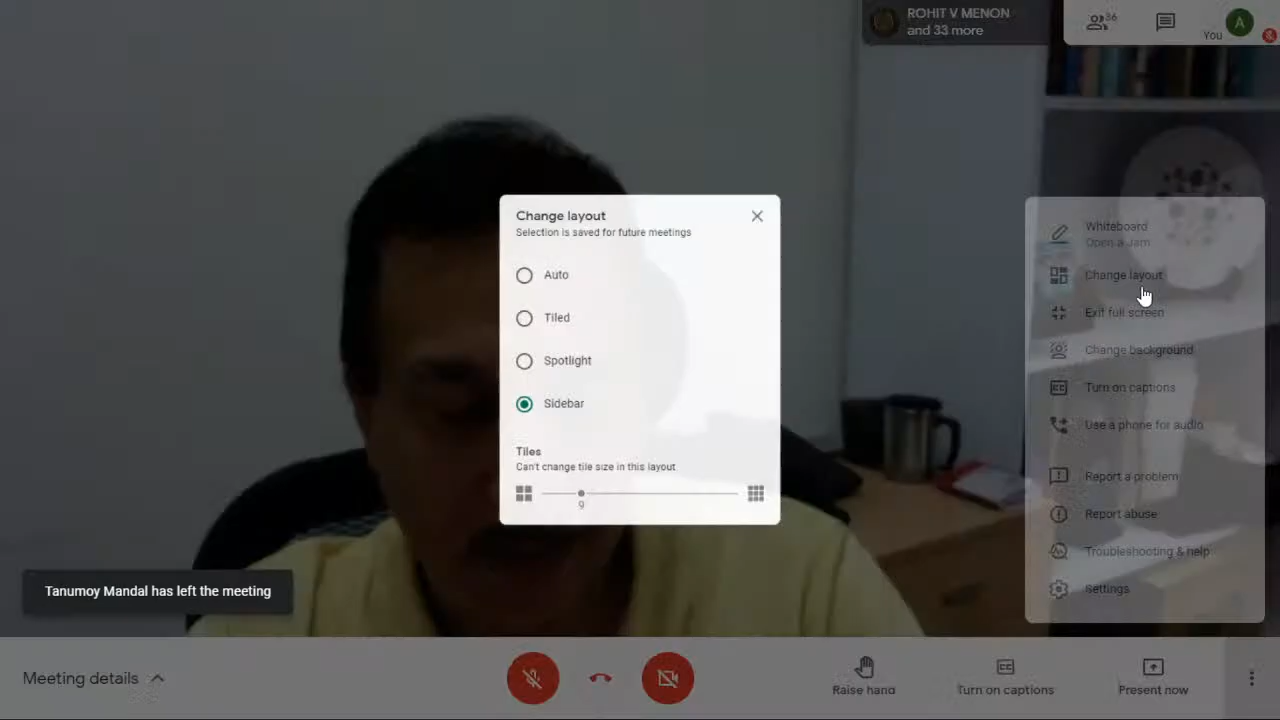 ROHIT V MENON
and 33 more
36
You
A
Change layout
Selection is saved for future meetings
Auto
Tiled
Spotlight
Sidebar
Tiles
Can't change tile size in this layout
9
Whiteboard
Open a Jam
Change layout
Exit full screen
Change background
CC
Turn on captions
Use a phone for audio
Report a problem
Report abuse
Troubleshooting & help
Settings
Tanumoy Mandal has left the meeting
Meeting details
Raise hand
CC
Turn on captions
Present now